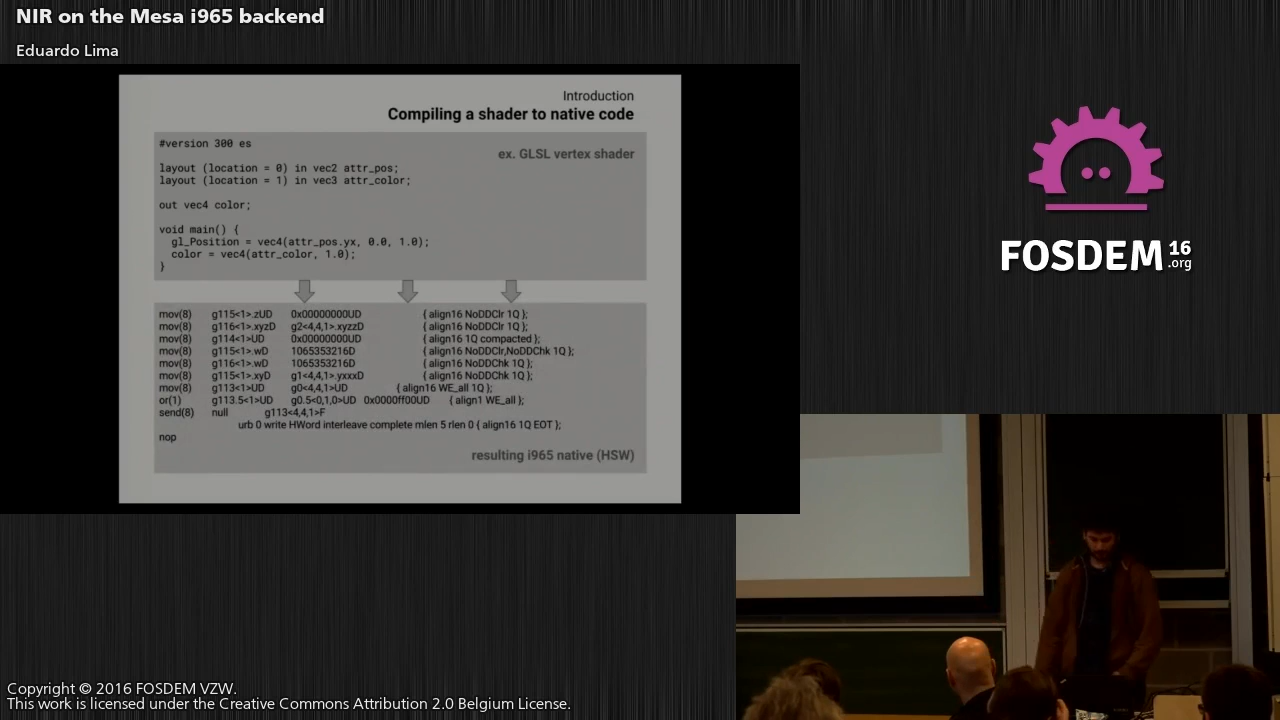 NIR on the Mesa i965 backend
Eduardo Lima
Introduction
Compiling a shader to native code
#version 300 es
ex. GLSL vertex shader
layout (location = 0) in vec2 attr_pos;
layout (location = 1) in vec3 attr_color;
out vec4 color;
void main() {
gl_Position = vec4(attr_pos.yx, 0.0, 1.0);
color = vec4(attr_color, 1.0);
}
mov(8) g115<1>.zUD 0x00000000UD { align16 NoDDClr 1Q };
mov(8) g116<1>.xyzD g2<4,4,1>.xyzzD { align16 NoDDClr 1Q };
mov(8) g114<1>UD 0x00000000UD { align16 1Q compacted };
mov(8) g115<1>.wD 1065353216D { align16 NoDDClr,NoDDChk 1Q };
mov(8) g116<1>.wD 1065353216D { align16 NoDDChk 1Q };
mov(8) g115<1>.xyD g1<4,4,1>.yxxxD { align16 NoDDChk 1Q };
mov(8) g113<1>UD g0<4,4,1>UD { align16 WE_all 1Q };
or(1) g113.5<1>UD g0.5<0,1,0>UD 0x0000ff00UD { align1 WE_all };
send(8) null g113<4,4,1>F
urb 0 write HWord interleave complete mlen 5 rlen 0 { align16 1Q EOT };
nop
resulting i965 native (HSW)
FOSDEM 16 .org
Copyright © 2016 FOSDEM VZW.
This work is licensed under the Creative Commons Attribution 2.0 Belgium License.